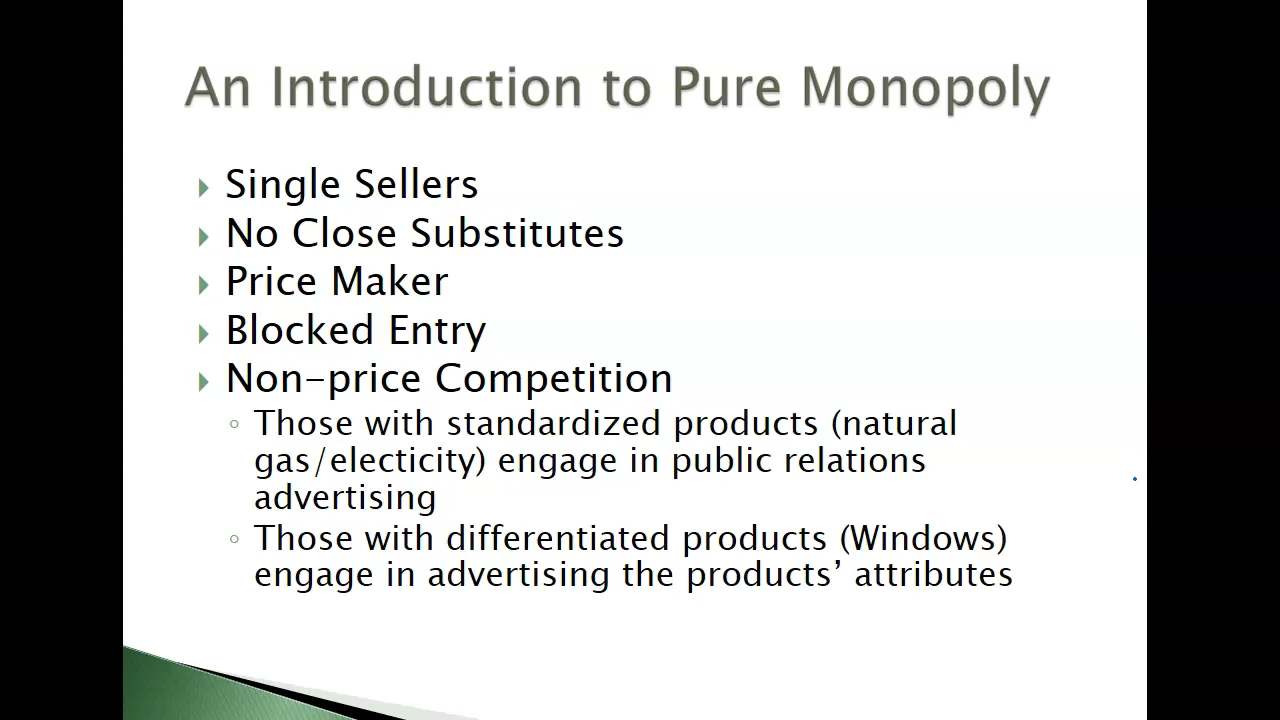 An Introduction to Pure Monopoly
Single Sellers
No Close Substitutes
Price Maker
Blocked Entry
Non-price Competition
Those with standardized products (natural
gas/electicity) engage in public relations
advertising
Those with differentiated products (Windows)
engage in advertising the products’ attributes